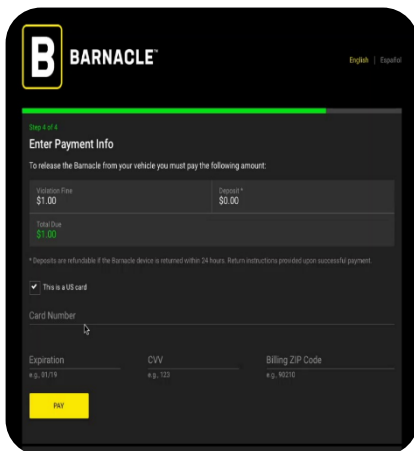 B BARNACLE™
English | Español
Step 4 of 4
Enter Payment Info
To release the Barnacle from your vehicle you must pay the following amount:
Violation Fine Deposit *
$1.00 $0.00
Total Due
$1.00
* Deposits are refundable if the Barnacle device is returned within 24 hours. Return instructions provided upon successful payment.
This is a US card
Card Number
Expiration CVV Billing ZIP Code
e.g., 01/19 e.g., 123 e.g., 90210
PAY